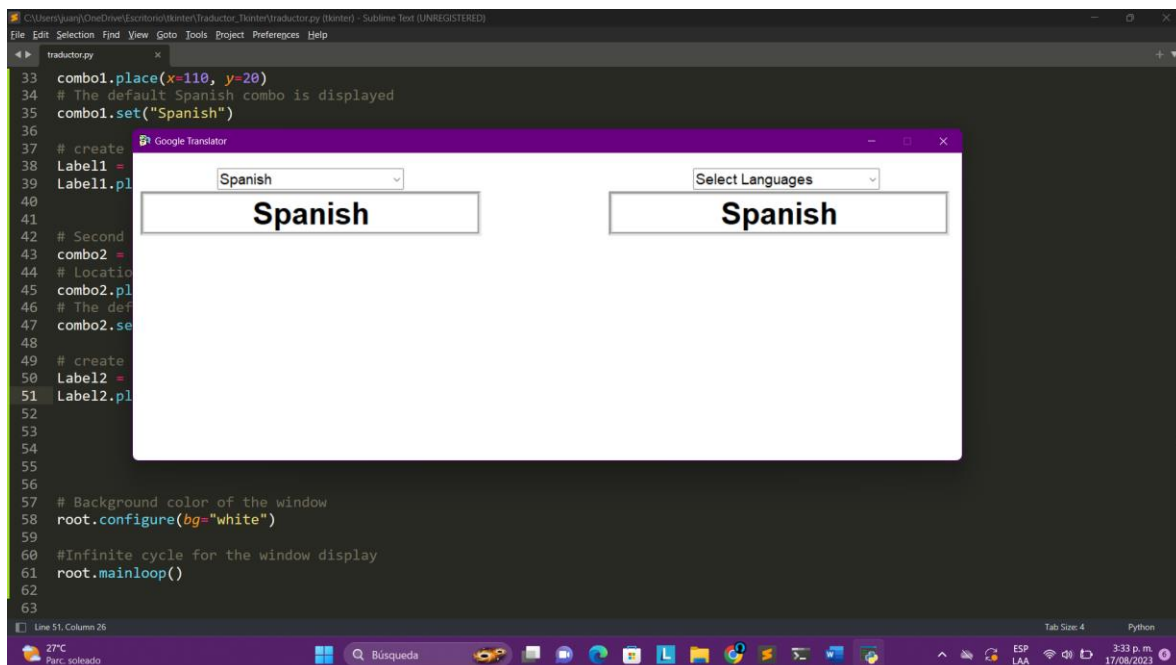 C:\Users\juanj\OneDrive\Escritorio\tkinter\Traductor_Tkinter\traductor.py (tkinter) - Sublime Text (UNREGISTERED)
File Edit Selection Find View Goto Tools Project Preferences Help
traductor.py
33 combo1.place(x=110, y=20)
34 # The default Spanish combo is displayed
35 combo1.set("Spanish")
36
37 # create
38 Label1 =
39 Label1.pl
40
41
42 # Second
43 combo2 =
44 # Locatio
45 combo2.pl
46 # The def
47 combo2.se
48
49 # create
50 Label2 =
51 Label2.pl
52
53
54
55
56
57 # Background color of the window
58 root.configure(bg="white")
59
60 #Infinite cycle for the window display
61 root.mainloop()
62
63
Google Translator
Spanish Select Languages
Spanish Spanish
Line 51, Column 26 Tab Size: 4 Python
27°C
Parc. soleado
Búsqueda
ESP
LAA
3:33 p. m.
17/08/2023